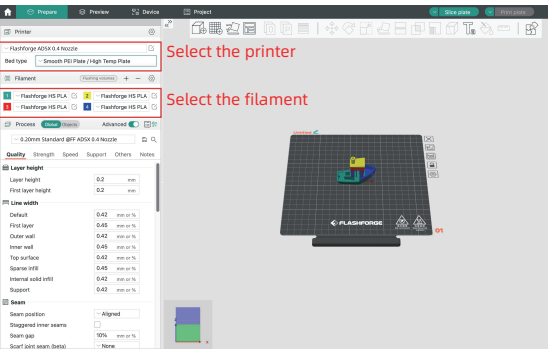 Prepare Preview Device Project Slice plate Print plate
Printer
Flashforge AD5X 0.4 Nozzle
Select the printer
Bed type Smooth PEI Plate / High Temp Plate
Filament Flushing volumes
1 Flashforge HS PLA 2 Flashforge HS PLA
Select the filament
3 Flashforge HS PLA 4 Flashforge HS PLA
Process Global Objects Advanced
0.20mm Standard @FF AD5X 0.4 Nozzle
Untitled
Quality Strength Speed Support Others Notes
Layer height
Layer height 0.2 mm
First layer height 0.2 mm
Line width
Default 0.42 mm or %
First layer 0.45 mm or %
FLASHFORGE
01
Outer wall 0.42 mm or %
Inner wall 0.45 mm or %
Top surface 0.42 mm or %
Sparse infill 0.45 mm or %
Internal solid infill 0.42 mm or %
Support 0.42 mm or %
Seam
Seam position Aligned
Staggered inner seams
Seam gap 10% mm or %
Scarf joint seam (beta) None